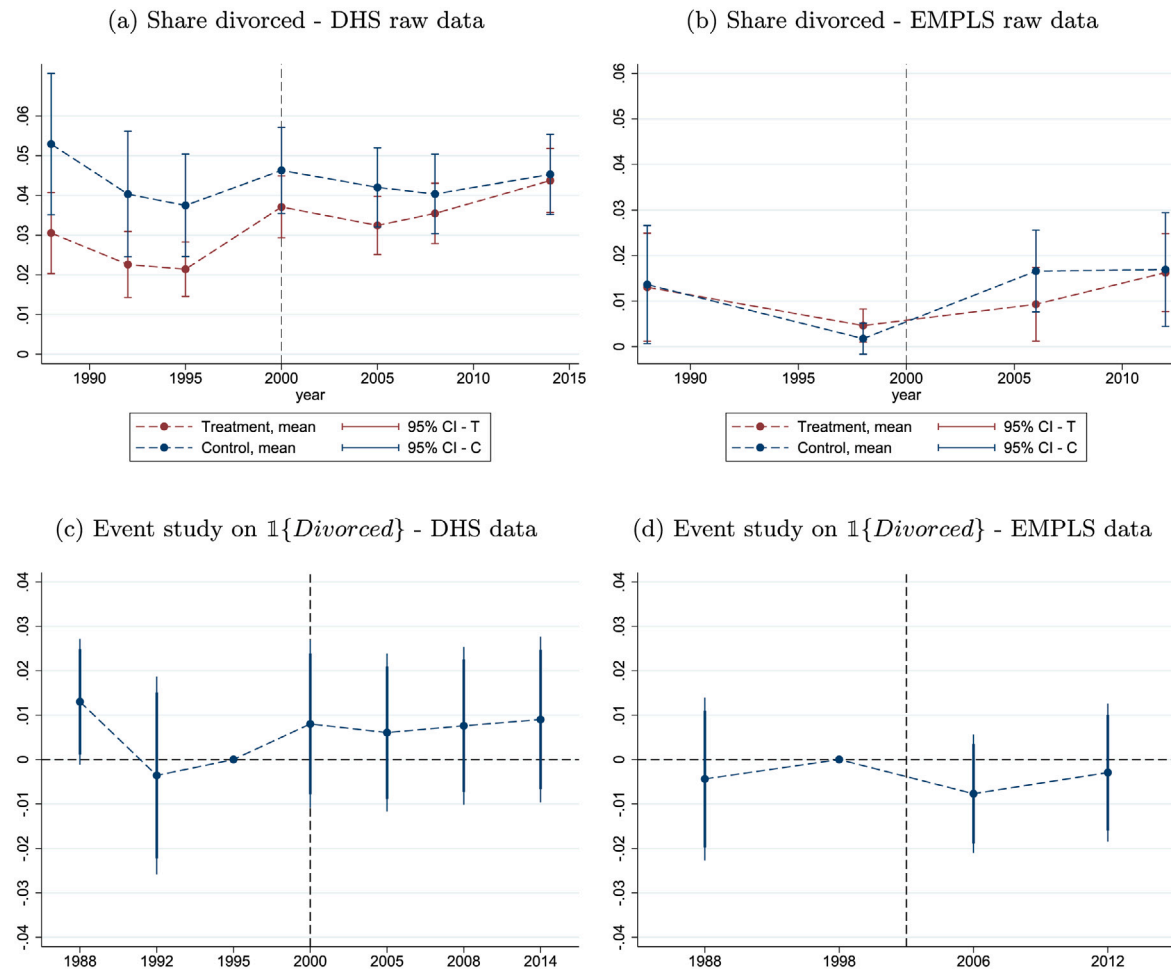 (a) Share divorced - DHS raw data
.06
.05
.04
.03
.02
.01
0
1990 1995 2000 2005 2010 2015
year
Treatment, mean 95% CI - T
Control, mean 95% CI - C
(b) Share divorced - EMPLS raw data
.06
.05
.04
.03
.02
.01
0
1990 1995 2000 2005 2010
year
Treatment, mean 95% CI - T
Control, mean 95% CI - C
(c) Event study on 𝟙{Divorced} - DHS data
.04
.03
.02
.01
0
-.01
-.02
-.03
-.04
1988 1992 1995 2000 2005 2008 2014
(d) Event study on 𝟙{Divorced} - EMPLS data
.04
.03
.02
.01
0
-.01
-.02
-.03
-.04
1988 1998 2006 2012